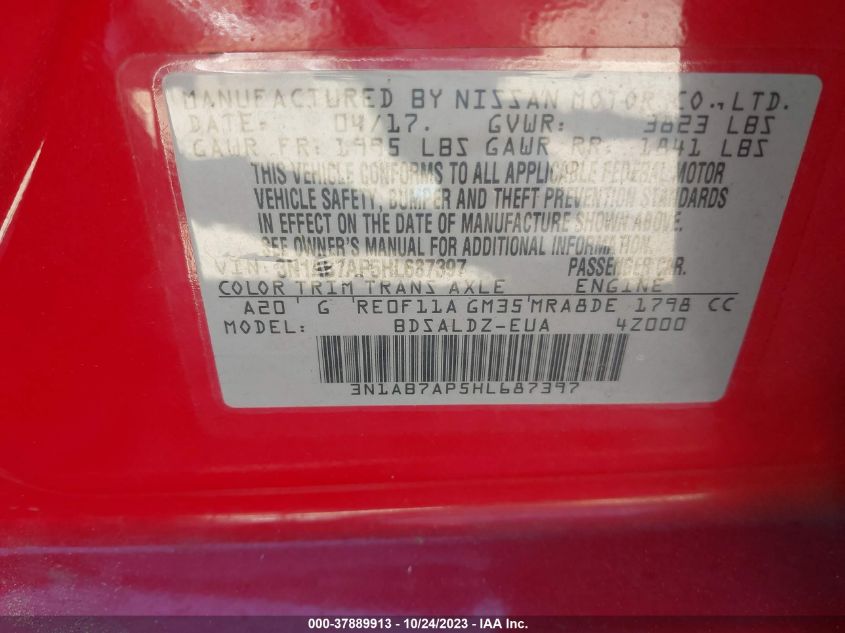 MANUFACTURED BY NISSAN MOTOR CO., LTD.
DATE: 04/17. GVWR: 3623 LBS
GAWR FR: 1995 LBS GAWR RR: 1841 LBS
THIS VEHICLE CONFORMS TO ALL APPLICABLE FEDERAL MOTOR
VEHICLE SAFETY, BUMPER AND THEFT PREVENTION STANDARDS
IN EFFECT ON THE DATE OF MANUFACTURE SHOWN ABOVE.
SEE OWNER'S MANUAL FOR ADDITIONAL INFORMATION.
VIN: 3N1AB7AP5HL687397 PASSENGER CAR.
COLOR TRIM TRANS AXLE ENGINE
A20 G RE0F11A GM35 MRA8DE 1798 CC
MODEL: BDSALDZ-EUA 4Z000
3N1AB7AP5HL687397
000-37889913 - 10/24/2023 - IAA Inc.